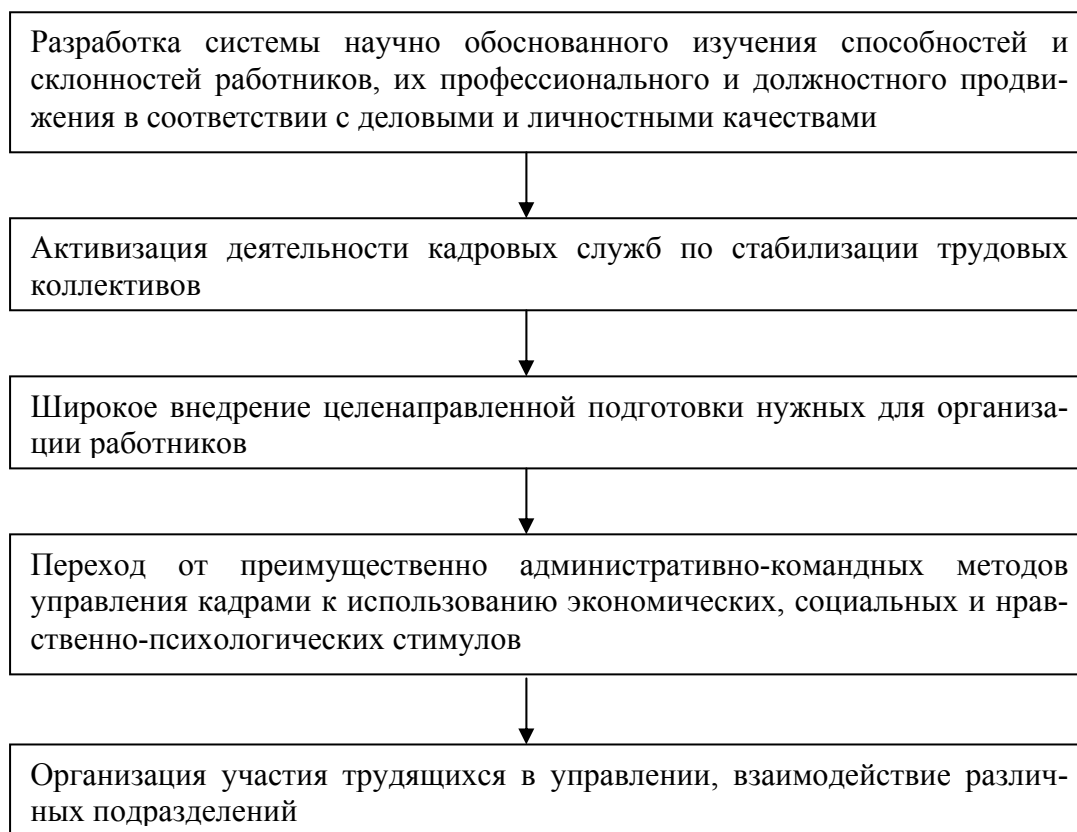 Разработка системы научно обоснованного изучения способностей и
склонностей работников, их профессионального и должностного продви-
жения в соответствии с деловыми и личностными качествами
Активизация деятельности кадровых служб по стабилизации трудовых
коллективов
Широкое внедрение целенаправленной подготовки нужных для организа-
ции работников
Переход от преимущественно административно-командных методов
управления кадрами к использованию экономических, социальных и нрав-
ственно-психологических стимулов
Организация участия трудящихся в управлении, взаимодействие различ-
ных подразделений